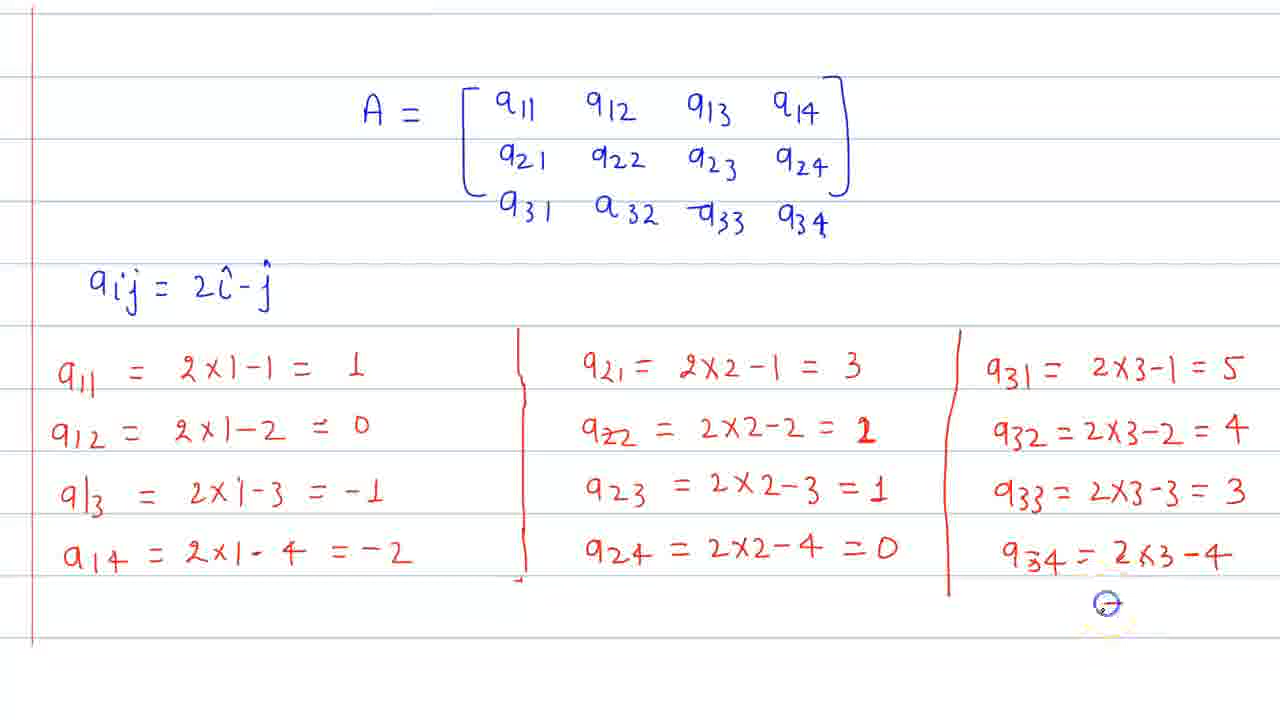 A = [ a11 a12 a13 a14 ]
a21 a22 a23 a24
a31 a32 a33 a34
aij = 2i - j
a11 = 2×1-1 = 1
a12 = 2×1-2 = 0
a13 = 2×1-3 = -1
a14 = 2×1-4 = -2
a21 = 2×2-1 = 3
a22 = 2×2-2 = 2
a23 = 2×2-3 = 1
a24 = 2×2-4 = 0
a31 = 2×3-1 = 5
a32 = 2×3-2 = 4
a33 = 2×3-3 = 3
a34 = 2×3-4